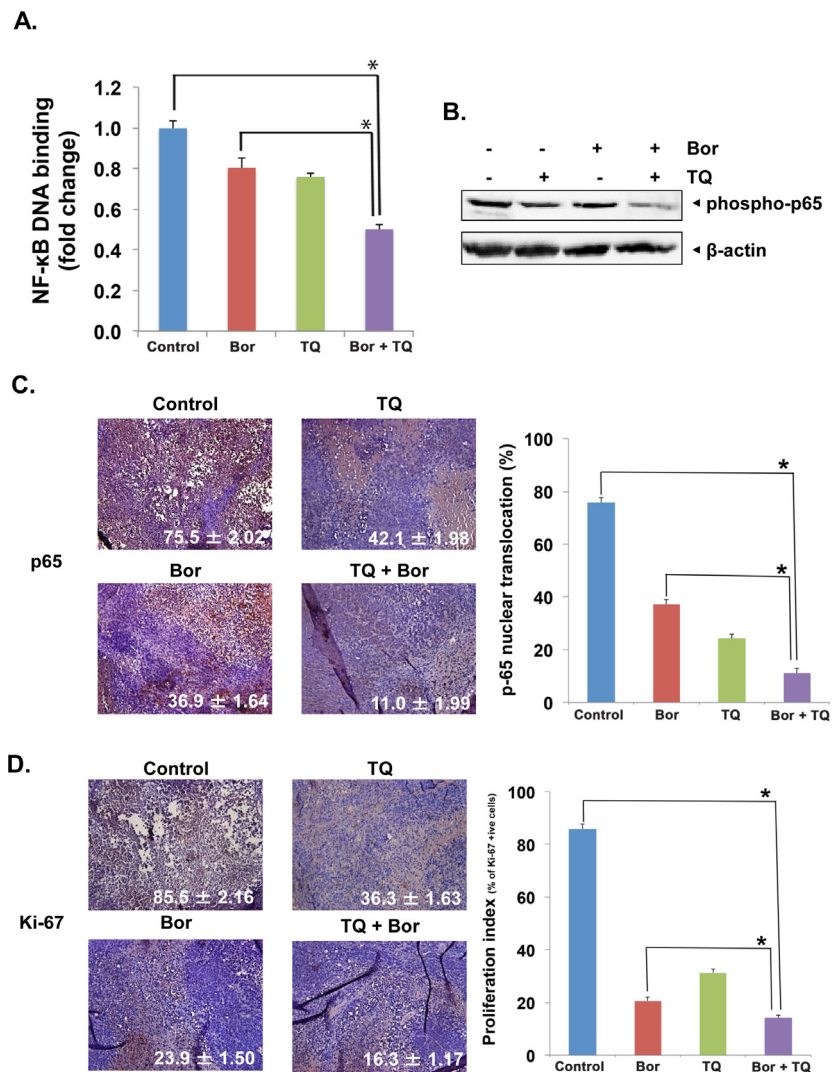 A.
NF-κB DNA binding
(fold change)
1.2
1.0
0.8
0.6
0.4
0.2
0.0
*
*
Control Bor TQ Bor + TQ
B.
- - + + Bor
- + - + TQ
phospho-p65
β-actin
C.
p65
Control TQ
75.5 ± 2.02 42.1 ± 1.98
Bor TQ + Bor
36.9 ± 1.64 11.0 ± 1.99
p-65 nuclear translocation (%)
100
80
60
40
20
0
*
*
Control Bor TQ Bor + TQ
D.
Ki-67
Control TQ
85.5 ± 2.16 36.3 ± 1.63
Bor TQ + Bor
23.9 ± 1.50 16.3 ± 1.17
Proliferation index (% of Ki-67 +ive cells)
100
80
60
40
20
0
*
*
Control Bor TQ Bor + TQ